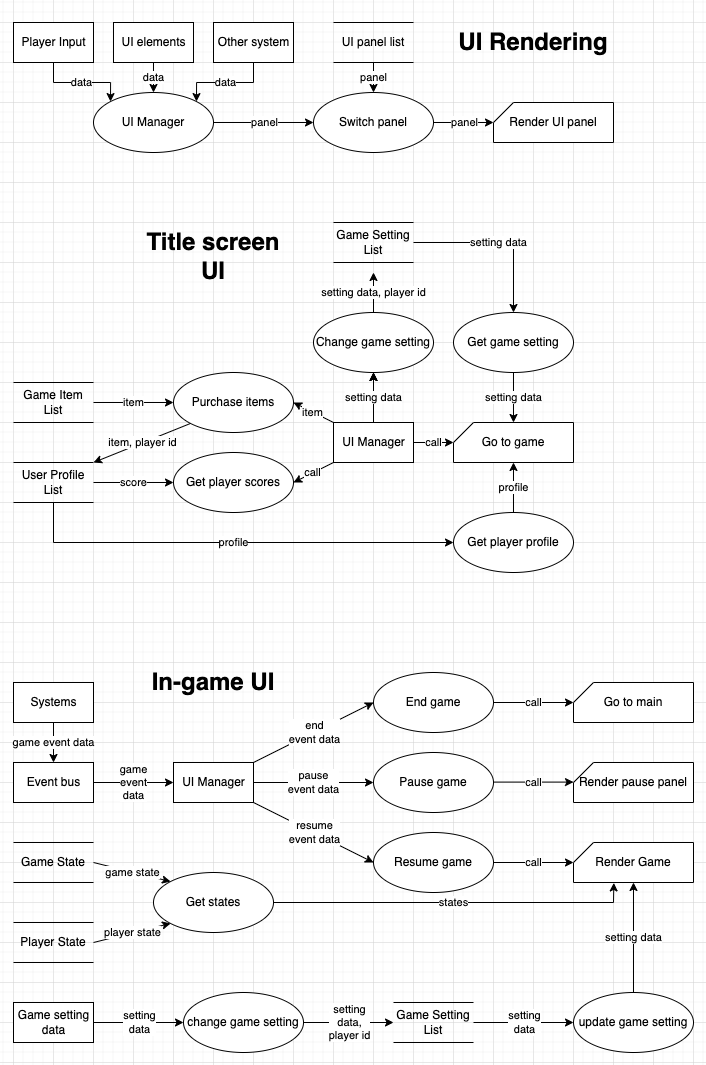 Player Input
UI elements
Other system
UI panel list
UI Rendering
data
data
data
panel
UI Manager
panel
Switch panel
panel
Render UI panel
Title screen
UI
Game Setting
List
setting data
setting data, player id
Change game setting
Get game setting
Game Item
List
item
Purchase items
item
setting data
setting data
item, player id
UI Manager
call
Go to game
User Profile
List
score
Get player scores
call
profile
profile
Get player profile
In-game UI
Systems
game event data
Event bus
game
event
data
UI Manager
end
event data
End game
call
Go to main
pause
event data
Pause game
call
Render pause panel
resume
event data
Resume game
call
Render Game
Game State
game state
Get states
states
Player State
player state
setting data
Game setting
data
setting
data
change game setting
setting
data,
player id
Game Setting
List
setting
data
update game setting